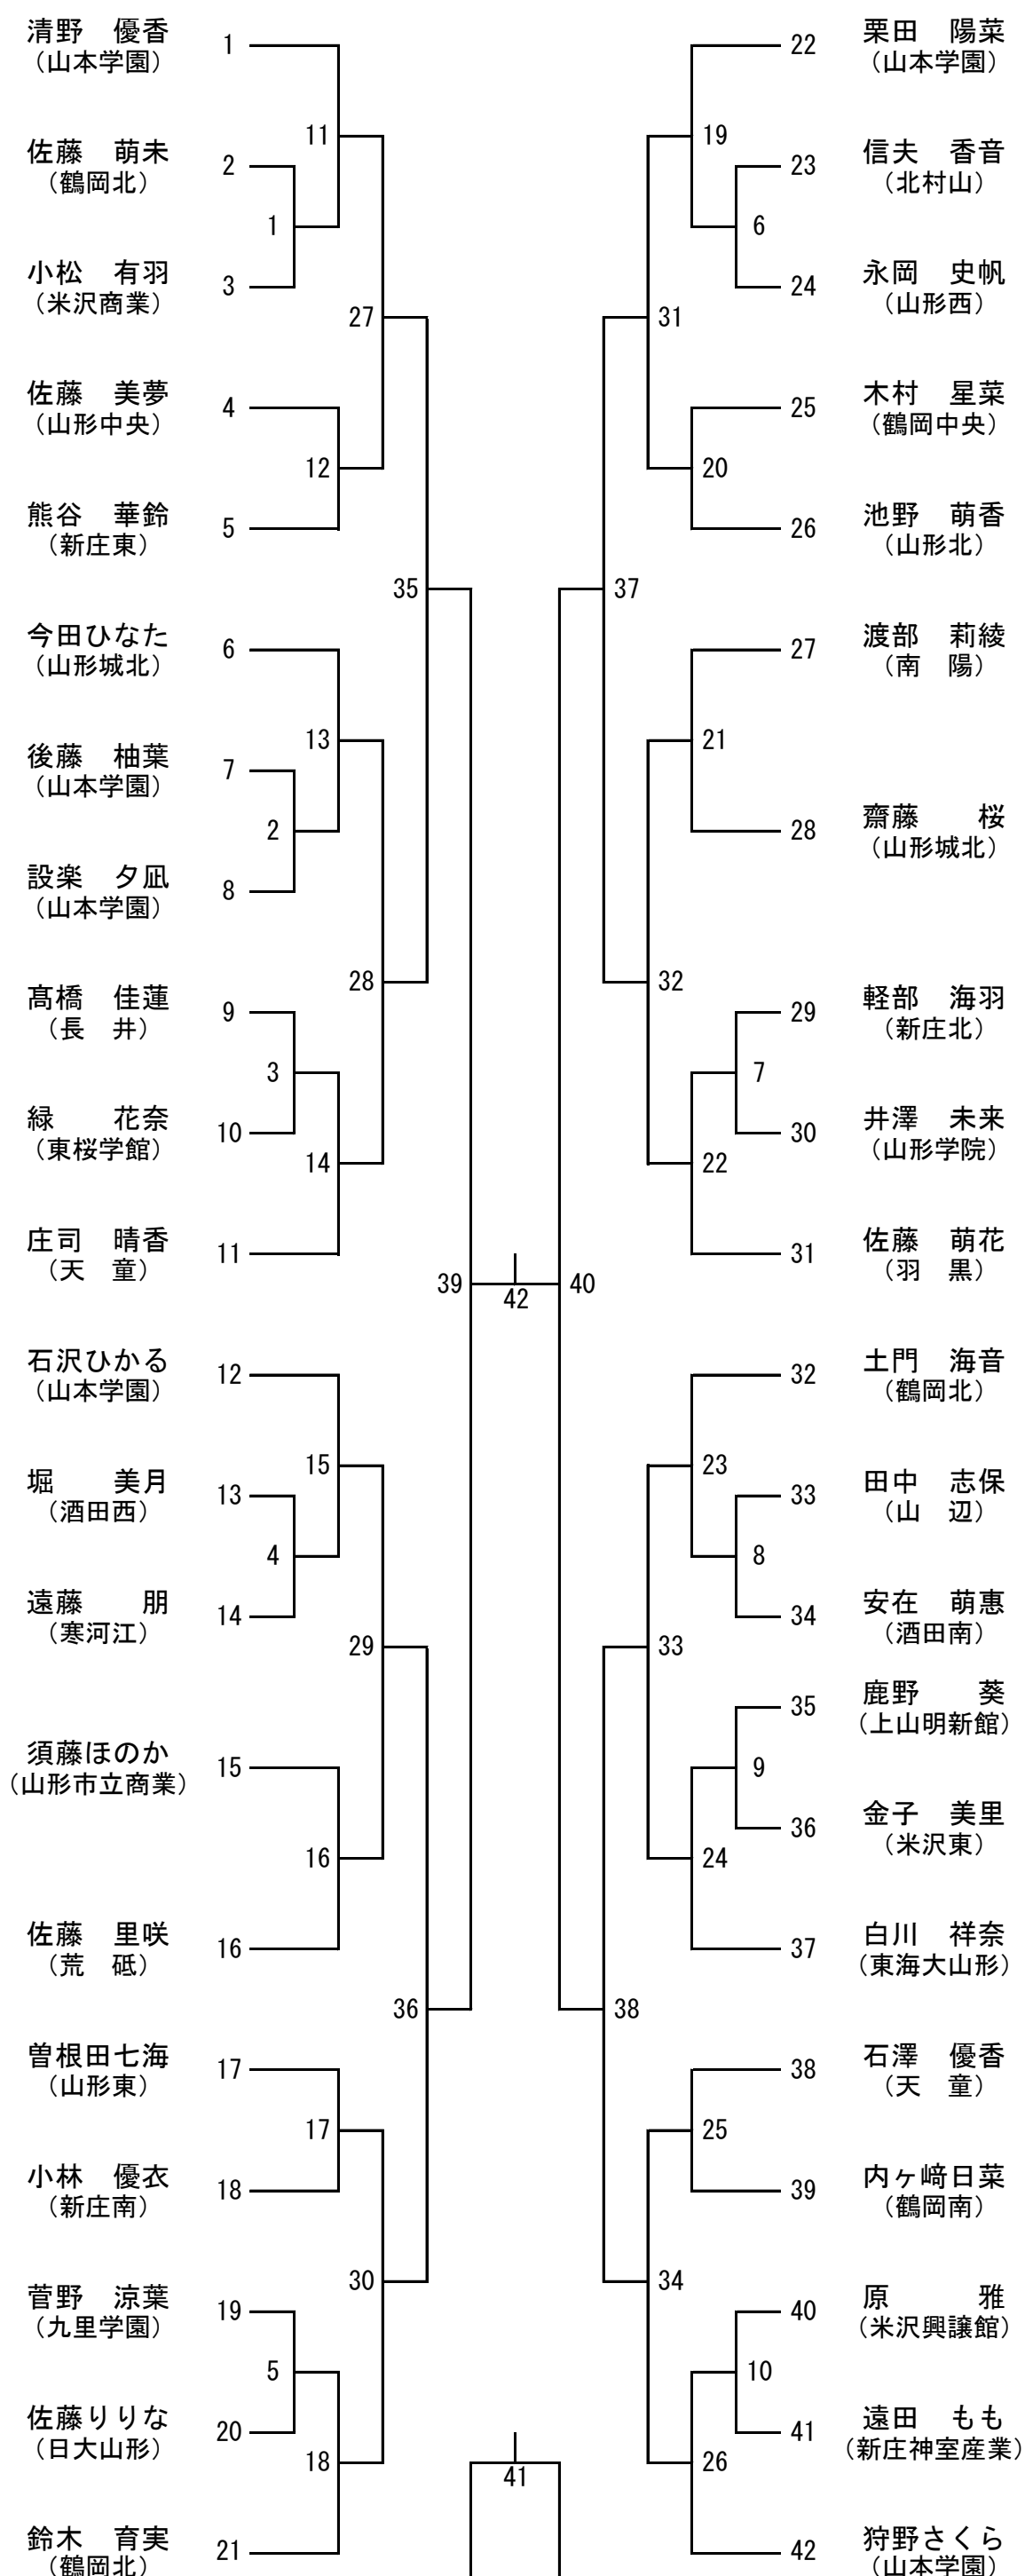 清野　優香
（山本学園）
1
佐藤　萌未
（鶴岡北）
2
小松　有羽
（米沢商業）
3
佐藤　美夢
（山形中央）
4
熊谷　華鈴
（新庄東）
5
今田ひなた
（山形城北）
6
後藤　柚葉
（山本学園）
7
設楽　夕凪
（山本学園）
8
髙橋　佳蓮
（長　井）
9
緑　　花奈
（東桜学館）
10
庄司　晴香
（天　童）
11
石沢ひかる
（山本学園）
12
堀　　美月
（酒田西）
13
遠藤　　朋
（寒河江）
14
須藤ほのか
（山形市立商業）
15
佐藤　里咲
（荒　砥）
16
曽根田七海
（山形東）
17
小林　優衣
（新庄南）
18
菅野　涼葉
（九里学園）
19
佐藤りりな
（日大山形）
20
鈴木　育実
（鶴岡北）
21
1
2
3
4
5
11
12
13
14
15
16
17
18
27
28
29
30
35
36
39
42
41
40
37
38
31
32
33
34
19
20
21
22
23
24
25
26
6
7
8
9
10
22
栗田　陽菜
（山本学園）
23
信夫　香音
（北村山）
24
永岡　史帆
（山形西）
25
木村　星菜
（鶴岡中央）
26
池野　萌香
（山形北）
27
渡部　莉綾
（南　陽）
28
齋藤　　桜
（山形城北）
29
軽部　海羽
（新庄北）
30
井澤　未来
（山形学院）
31
佐藤　萌花
（羽　黒）
32
土門　海音
（鶴岡北）
33
田中　志保
（山　辺）
34
安在　萌恵
（酒田南）
35
鹿野　　葵
（上山明新館）
36
金子　美里
（米沢東）
37
白川　祥奈
（東海大山形）
38
石澤　優香
（天　童）
39
内ヶ﨑日菜
（鶴岡南）
40
原　　　雅
（米沢興譲館）
41
遠田　もも
（新庄神室産業）
42
狩野さくら
（山本学園）